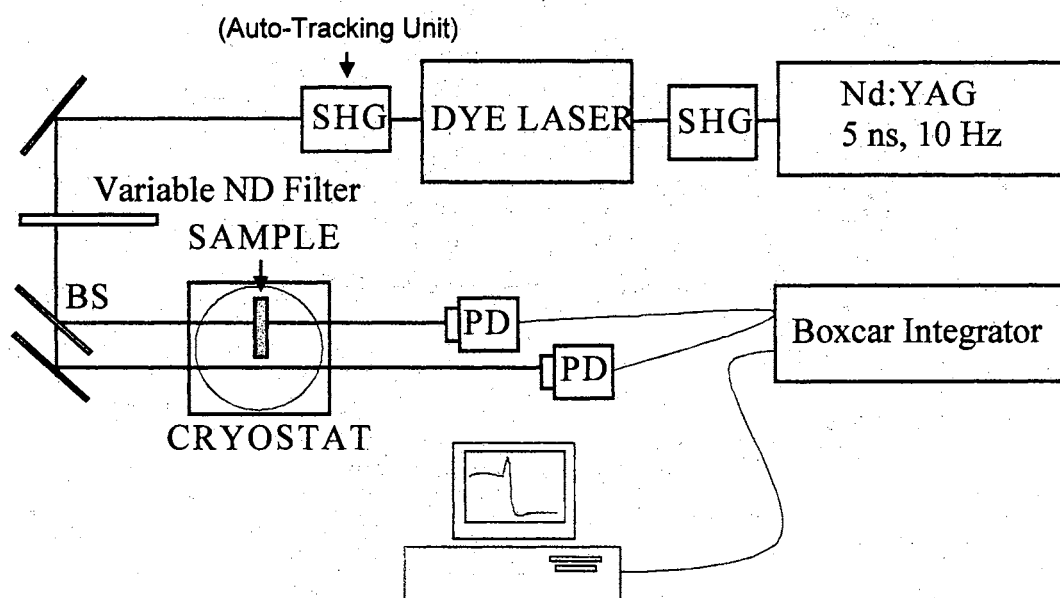 (Auto-Tracking Unit)
SHG
DYE LASER
SHG
Nd:YAG
5 ns, 10 Hz
Variable ND Filter
SAMPLE
BS
PD
PD
Boxcar Integrator
CRYOSTAT